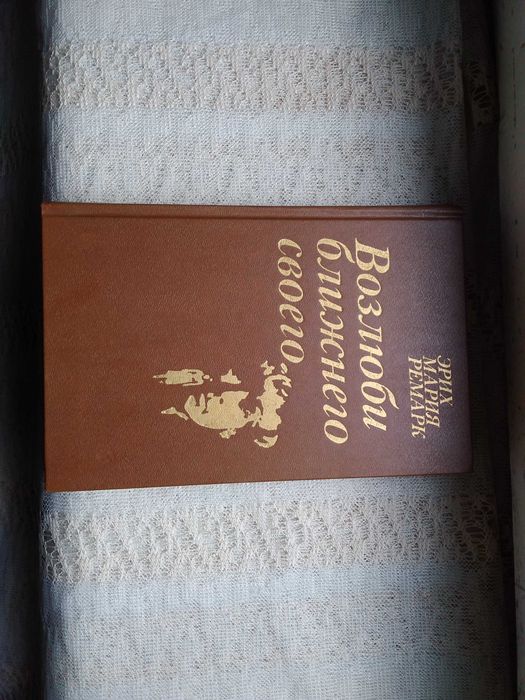 ЭРИХ
МАРИЯ
РЕМАРК
Возлюби
ближнего
своего